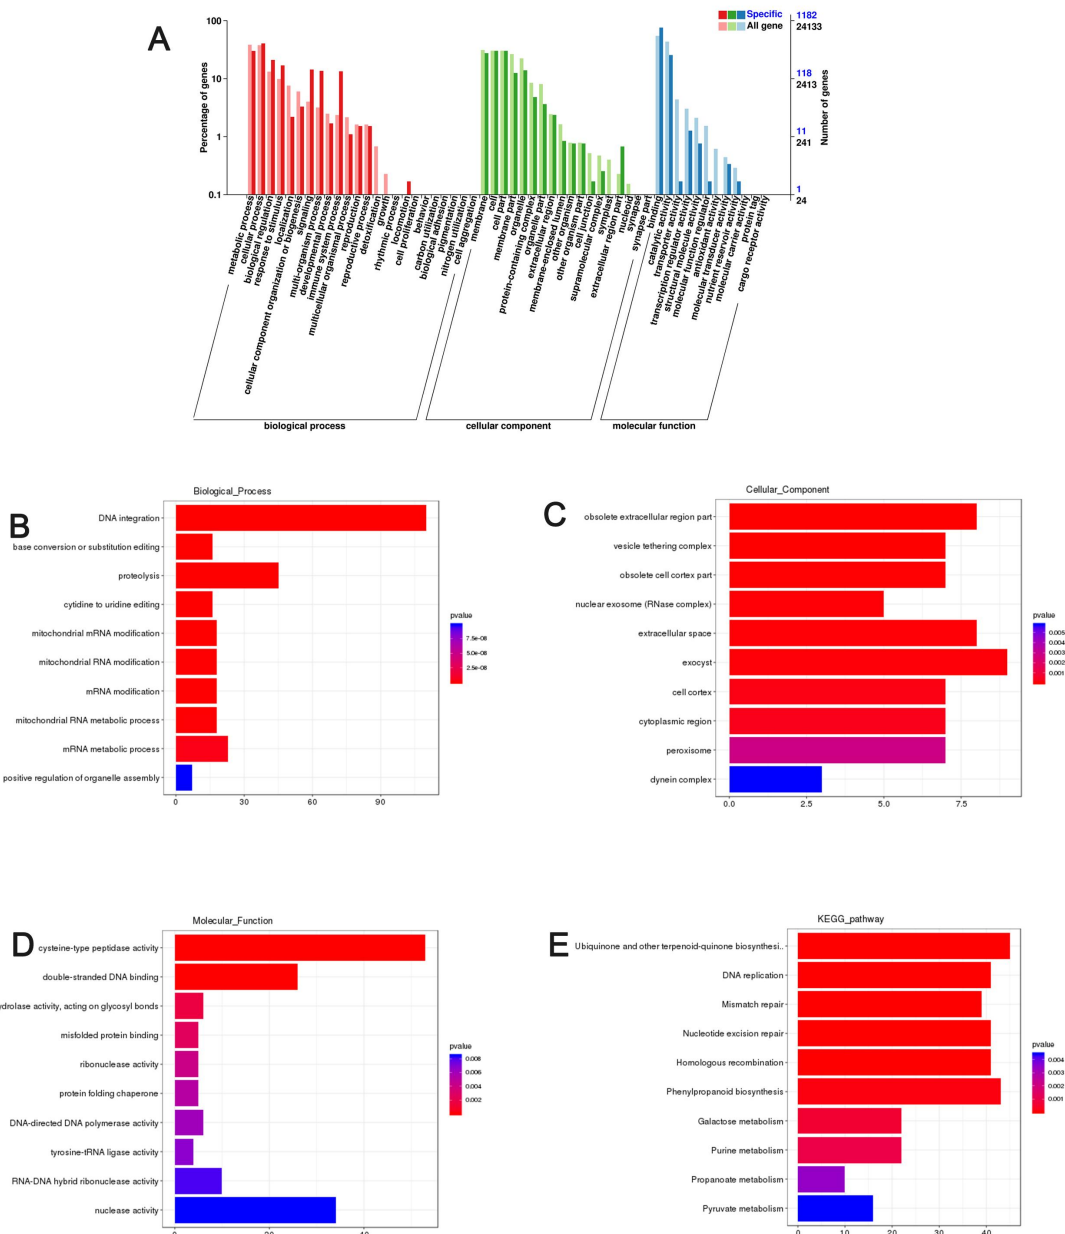 A
Specific
All gene
1182
24133
118
2413
11
241
1
24
100
10
1
0.1
Percentage of genes
Number of genes
metabolic process
cellular process
biological regulation
response to stimulus
localization
cellular component organization or biogenesis
signaling
multi-organism process
developmental process
immune system process
multicellular organismal process
reproduction
reproductive process
detoxification
growth
rhythmic process
locomotion
cell proliferation
behavior
carbon utilization
biological adhesion
pigmentation
nitrogen utilization
cell aggregation
membrane
cell
cell part
membrane part
organelle
protein-containing complex
organelle part
extracellular region
membrane-enclosed lumen
other organism
other organism part
cell junction
supramolecular complex
symplast
extracellular region part
nucleoid
synapse
synapse part
binding
catalytic activity
transporter activity
transcription regulator activity
structural molecule activity
molecular function regulator
antioxidant activity
molecular transducer activity
nutrient reservoir activity
molecular carrier activity
protein tag
cargo receptor activity
biological process
cellular component
molecular function
B
Biological_Process
DNA integration
base conversion or substitution editing
proteolysis
cytidine to uridine editing
mitochondrial mRNA modification
mitochondrial RNA modification
mRNA modification
mitochondrial RNA metabolic process
mRNA metabolic process
positive regulation of organelle assembly
0 30 60 90
pvalue
7.5e-08
5.0e-08
2.5e-08
C
Cellular_Component
obsolete extracellular region part
vesicle tethering complex
obsolete cell cortex part
nuclear exosome (RNase complex)
extracellular space
exocyst
cell cortex
cytoplasmic region
peroxisome
dynein complex
0.0 2.5 5.0 7.5
pvalue
0.005
0.004
0.003
0.002
0.001
D
Molecular_Function
cysteine-type peptidase activity
double-stranded DNA binding
ydrolase activity, acting on glycosyl bonds
misfolded protein binding
ribonuclease activity
protein folding chaperone
DNA-directed DNA polymerase activity
tyrosine-tRNA ligase activity
RNA-DNA hybrid ribonuclease activity
nuclease activity
0 20 40
pvalue
0.008
0.006
0.004
0.002
E
KEGG_pathway
Ubiquinone and other terpenoid-quinone biosynthesi..
DNA replication
Mismatch repair
Nucleotide excision repair
Homologous recombination
Phenylpropanoid biosynthesis
Galactose metabolism
Purine metabolism
Propanoate metabolism
Pyruvate metabolism
0 10 20 30 40
pvalue
0.004
0.003
0.002
0.001